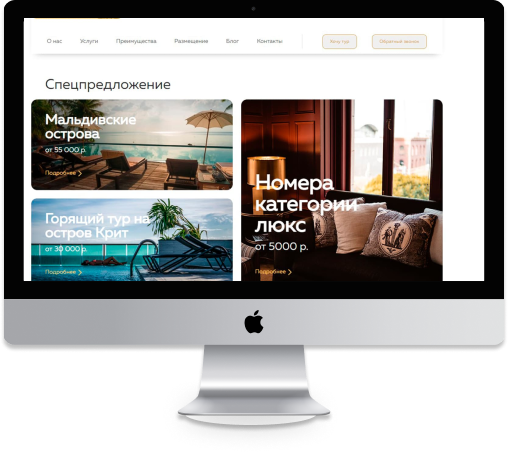 О нас Услуги Преимущества Размещение Блог Контакты Хочу тур Обратный звонок
Спецпредложение
Мальдивские
острова
от 55 000 р.
Подробнее
Горящий тур на
остров Крит
от 30 000 р.
Подробнее
Номера
категории
люкс
от 5000 р.
Подробнее